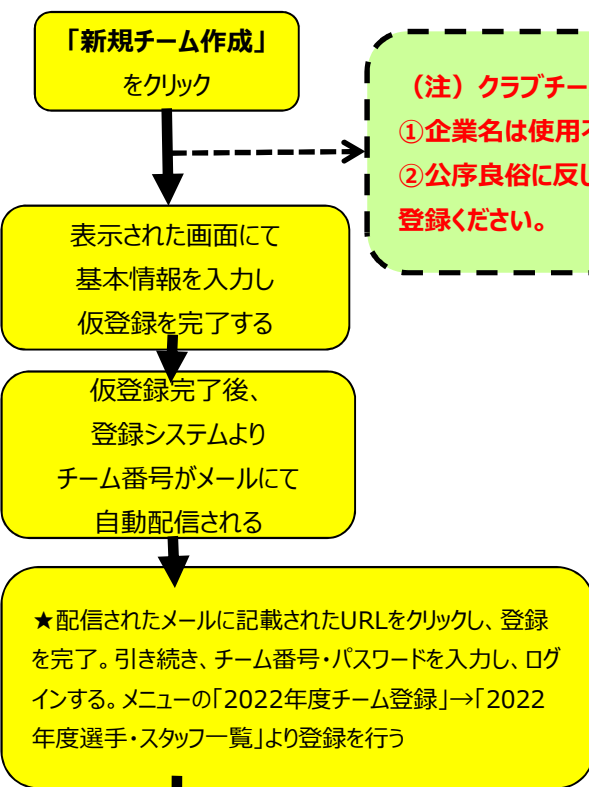 「新規チーム作成」
をクリック
（注）クラブチー
①企業名は使用
②公序良俗に反し
登録ください。
表示された画面にて
基本情報を入力し
仮登録を完了する
仮登録完了後、
登録システムより
チーム番号がメールにて
自動配信される
★配信されたメールに記載されたURLをクリックし、登録
を完了。引き続き、チーム番号・パスワードを入力し、ログ
インする。メニューの「2022年度チーム登録」→「2022
年度選手・スタッフ一覧」より登録を行う